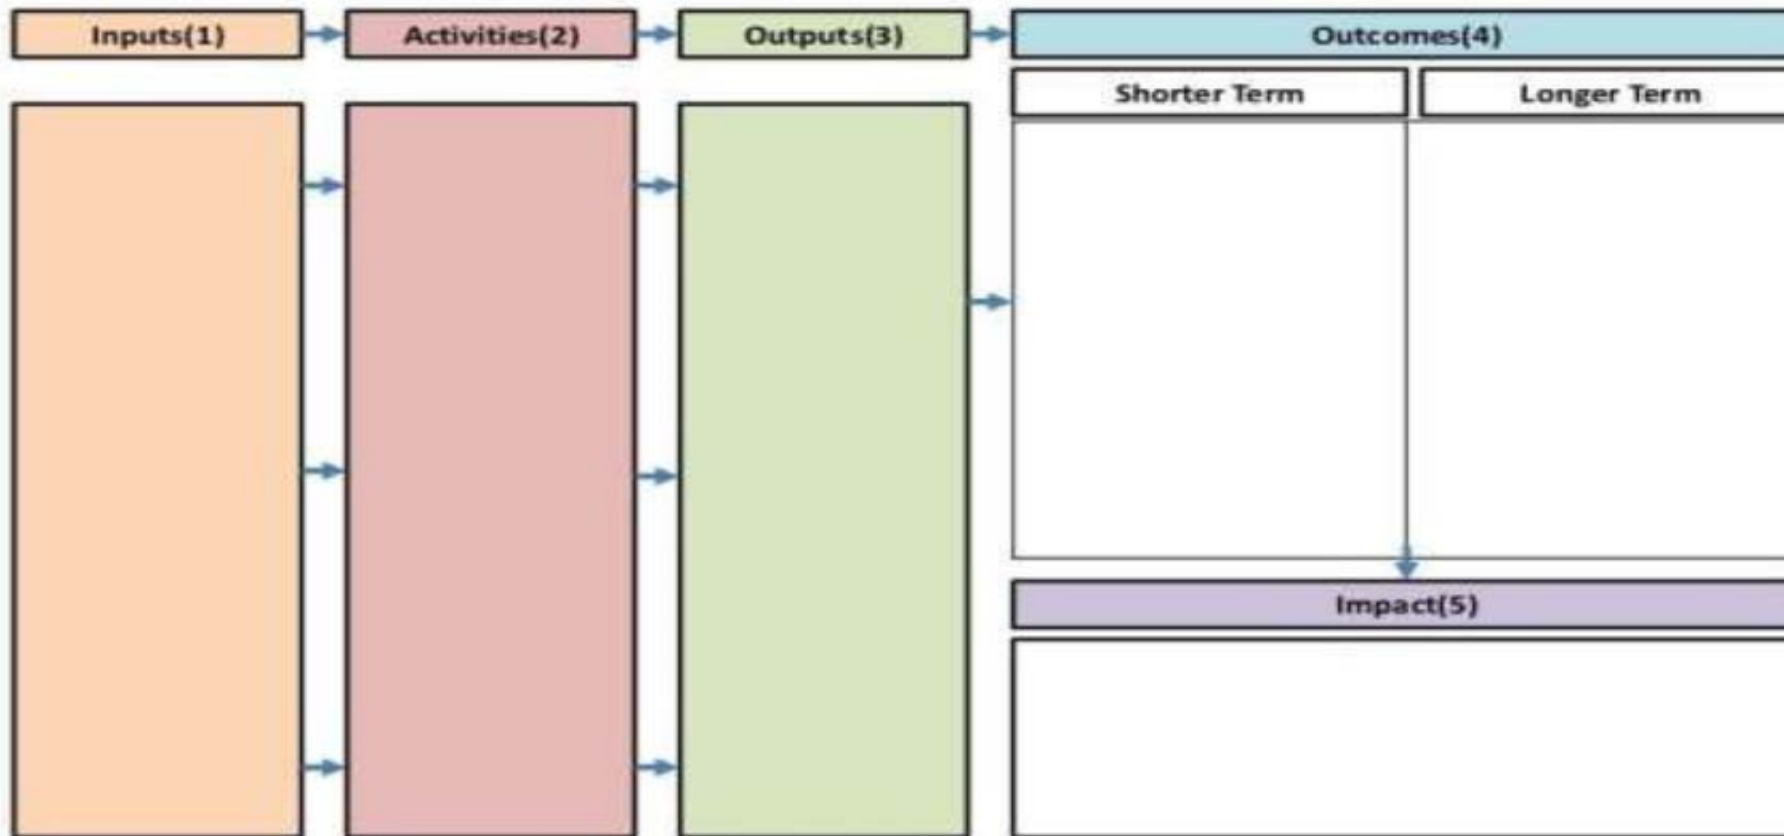 Inputs(1)
Activities(2)
Outputs(3)
Outcomes(4)
Shorter Term
Longer Term
Impact(5)